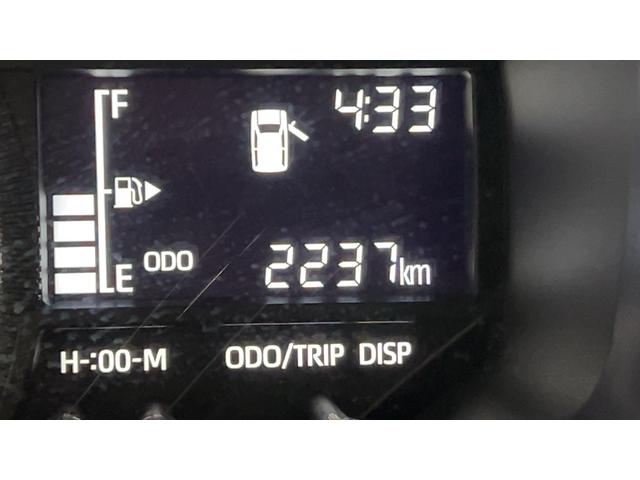 F
4:33
E
ODO
2237km
H-:00-M
ODO/TRIP DISP